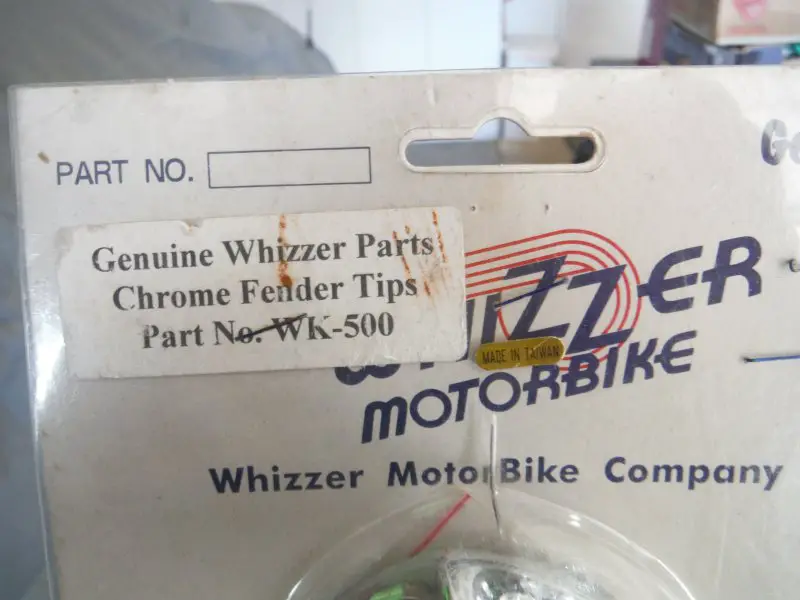 PART NO.
Genuine Whizzer Parts
Chrome Fender Tips
Part No. WK-500
WHIZZER
MADE IN TAIWAN
MOTORBIKE
Whizzer MotorBike Company